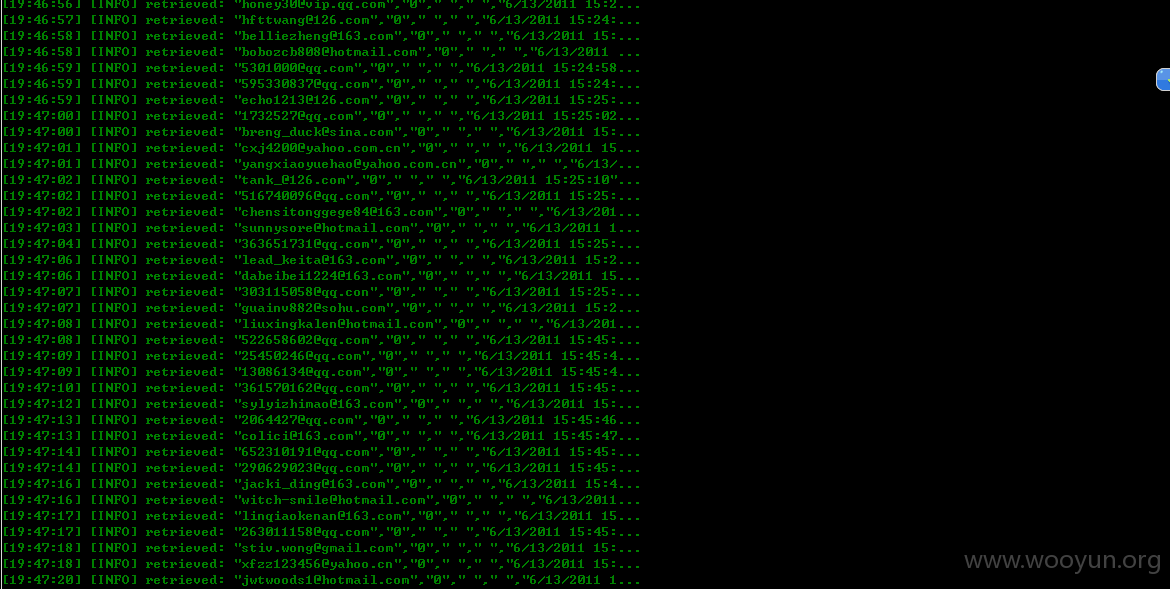 [19:46:56] [INFO] retrieved: "honey30@vip.qq.com","0"," "," ","6/13/2011 15:2...
[19:46:57] [INFO] retrieved: "hfttwang@126.com","0"," "," ","6/13/2011 15:24:...
[19:46:58] [INFO] retrieved: "belliezheng@163.com","0"," "," ","6/13/2011 15:...
[19:46:58] [INFO] retrieved: "bobozcb808@hotmail.com","0"," "," ","6/13/2011 ...
[19:46:59] [INFO] retrieved: "5301000@qq.com","0"," "," ","6/13/2011 15:24:58...
[19:46:59] [INFO] retrieved: "595330837@qq.com","0"," "," ","6/13/2011 15:24:...
[19:46:59] [INFO] retrieved: "echo1213@126.com","0"," "," ","6/13/2011 15:25:...
[19:47:00] [INFO] retrieved: "1732527@qq.com","0"," "," ","6/13/2011 15:25:02...
[19:47:00] [INFO] retrieved: "breng_duck@sina.com","0"," "," ","6/13/2011 15:...
[19:47:01] [INFO] retrieved: "cxj4200@yahoo.com.cn","0"," "," ","6/13/2011 15...
[19:47:01] [INFO] retrieved: "yangxiaoyuehao@yahoo.com.cn","0"," "," ","6/13/...
[19:47:02] [INFO] retrieved: "tank_@126.com","0"," "," ","6/13/2011 15:25:10"...
[19:47:02] [INFO] retrieved: "516740096@qq.com","0"," "," ","6/13/2011 15:25:...
[19:47:02] [INFO] retrieved: "chensitonggege84@163.com","0"," "," ","6/13/201...
[19:47:03] [INFO] retrieved: "sunnysore@hotmail.com","0"," "," ","6/13/2011 1...
[19:47:04] [INFO] retrieved: "363651731@qq.com","0"," "," ","6/13/2011 15:25:...
[19:47:06] [INFO] retrieved: "lead_keita@163.com","0"," "," ","6/13/2011 15:2...
[19:47:06] [INFO] retrieved: "dabeibei1224@163.com","0"," "," ","6/13/2011 15...
[19:47:07] [INFO] retrieved: "303115058@qq.con","0"," "," ","6/13/2011 15:25:...
[19:47:07] [INFO] retrieved: "guainv882@sohu.com","0"," "," ","6/13/2011 15:2...
[19:47:08] [INFO] retrieved: "liuxingkalen@hotmail.com","0"," "," ","6/13/201...
[19:47:08] [INFO] retrieved: "522658602@qq.com","0"," "," ","6/13/2011 15:45:...
[19:47:09] [INFO] retrieved: "25450246@qq.com","0"," "," ","6/13/2011 15:45:4...
[19:47:09] [INFO] retrieved: "13086134@qq.com","0"," "," ","6/13/2011 15:45:4...
[19:47:10] [INFO] retrieved: "361570162@qq.com","0"," "," ","6/13/2011 15:45:...
[19:47:12] [INFO] retrieved: "sylyizhimao@163.com","0"," "," ","6/13/2011 15:...
[19:47:13] [INFO] retrieved: "2064427@qq.com","0"," "," ","6/13/2011 15:45:46...
[19:47:13] [INFO] retrieved: "colici@163.com","0"," "," ","6/13/2011 15:45:47...
[19:47:14] [INFO] retrieved: "652310191@qq.com","0"," "," ","6/13/2011 15:45:...
[19:47:14] [INFO] retrieved: "290629023@qq.com","0"," "," ","6/13/2011 15:45:...
[19:47:16] [INFO] retrieved: "jacki_ding@163.com","0"," "," ","6/13/2011 15:4...
[19:47:16] [INFO] retrieved: "witch-smile@hotmail.com","0"," "," ","6/13/2011...
[19:47:17] [INFO] retrieved: "linqiaokenan@163.com","0"," "," ","6/13/2011 15...
[19:47:17] [INFO] retrieved: "263011158@qq.com","0"," "," ","6/13/2011 15:45:...
[19:47:18] [INFO] retrieved: "stiv.wong@gmail.com","0"," "," ","6/13/2011 15:...
[19:47:18] [INFO] retrieved: "xfzz123456@yahoo.cn","0"," "," ","6/13/2011 15:...
[19:47:20] [INFO] retrieved: "jwtwoods1@hotmail.com","0"," "," ","6/13/2011 1...
www.wooyun.org